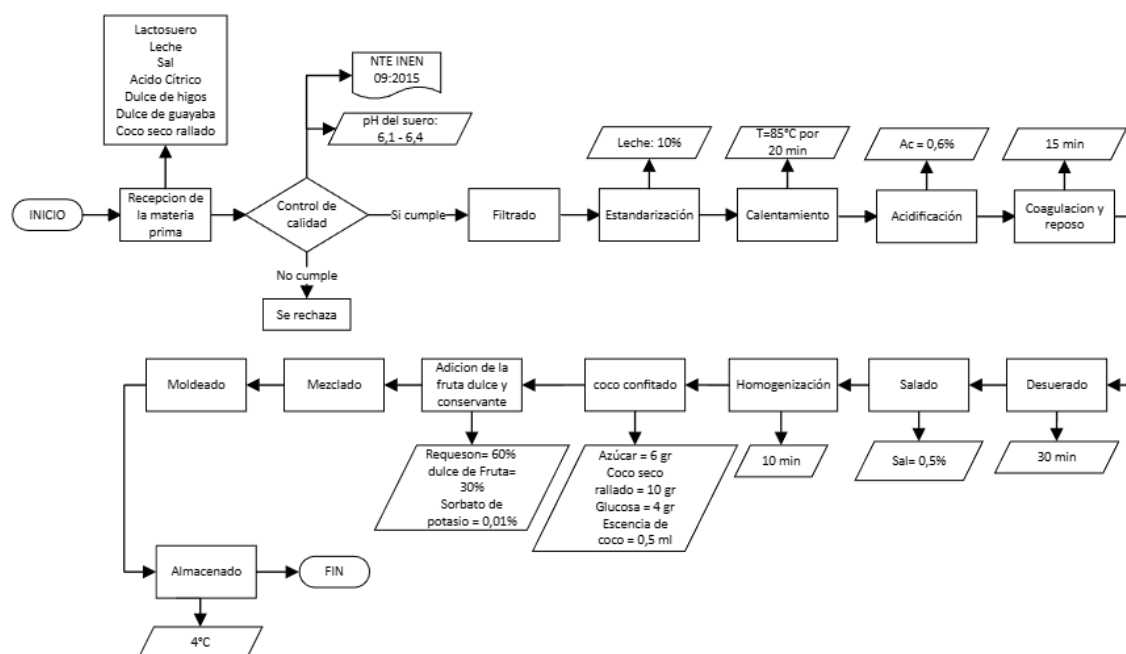 Lactosuero
Leche
Sal
Acido Cítrico
Dulce de higos
Dulce de guayaba
Coco seco rallado
NTE INEN
09:2015
pH del suero:
6,1 - 6,4
Leche: 10%
T=85°C por
20 min
Ac = 0,6%
15 min
INICIO
Recepcion de
la materia
prima
Control de
calidad
Si cumple
Filtrado
Estandarización
Calentamiento
Acidificación
Coagulacion y
reposo
No cumple
Se rechaza
Moldeado
Mezclado
Adicion de la
fruta dulce y
conservante
coco confitado
Homogenización
Salado
Desuerado
Requeson= 60%
dulce de Fruta=
30%
Sorbato de
potasio = 0,01%
Azúcar = 6 gr
Coco seco
rallado = 10 gr
Glucosa = 4 gr
Escencia de
coco = 0,5 ml
10 min
Sal= 0,5%
30 min
Almacenado
FIN
4°C